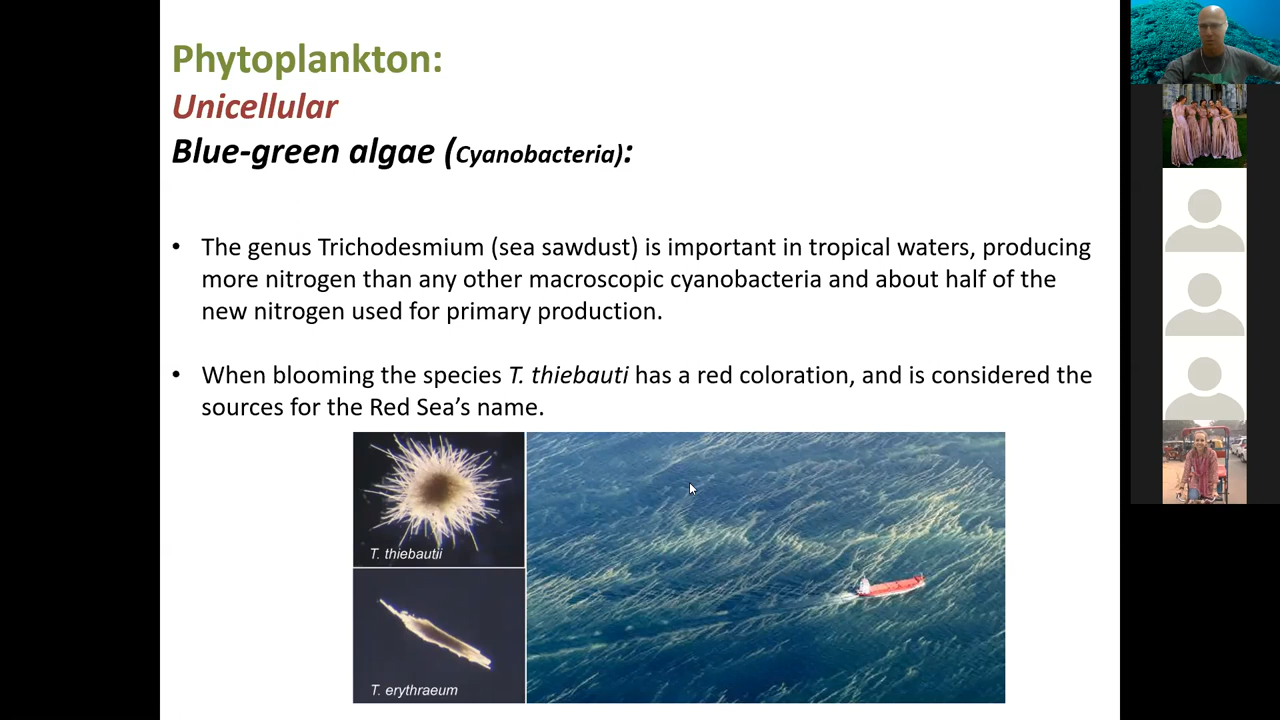 Phytoplankton:
Unicellular
Blue-green algae (Cyanobacteria):
• The genus Trichodesmium (sea sawdust) is important in tropical waters, producing
more nitrogen than any other macroscopic cyanobacteria and about half of the
new nitrogen used for primary production.
• When blooming the species T. thiebauti has a red coloration, and is considered the
sources for the Red Sea’s name.
T. thiebautii
T. erythraeum